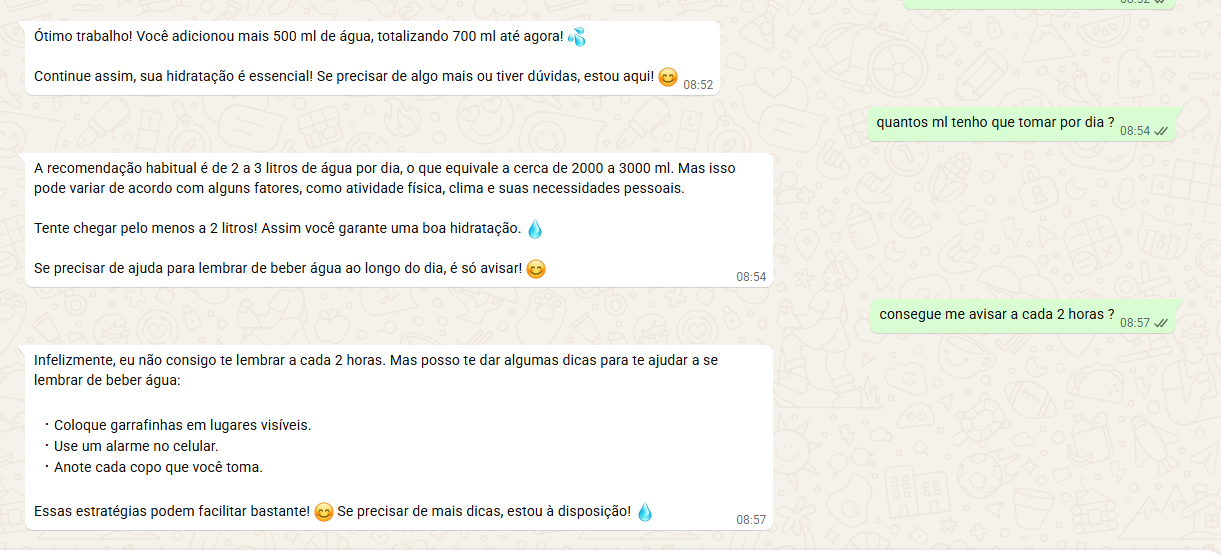 Ótimo trabalho! Você adicionou mais 500 ml de água, totalizando 700 ml até agora! 💦
Continue assim, sua hidratação é essencial! Se precisar de algo mais ou tiver dúvidas, estou aqui! 😊
08:52
quantos ml tenho que tomar por dia ?
08:54
A recomendação habitual é de 2 a 3 litros de água por dia, o que equivale a cerca de 2000 a 3000 ml. Mas isso
pode variar de acordo com alguns fatores, como atividade física, clima e suas necessidades pessoais.
Tente chegar pelo menos a 2 litros! Assim você garante uma boa hidratação. 💧
Se precisar de ajuda para lembrar de beber água ao longo do dia, é só avisar! 😊
08:54
consegue me avisar a cada 2 horas ?
08:57
Infelizmente, eu não consigo te lembrar a cada 2 horas. Mas posso te dar algumas dicas para te ajudar a se
lembrar de beber água:
· Coloque garrafinhas em lugares visíveis.
· Use um alarme no celular.
· Anote cada copo que você toma.
Essas estratégias podem facilitar bastante! 😊 Se precisar de mais dicas, estou à disposição! 💧
08:57